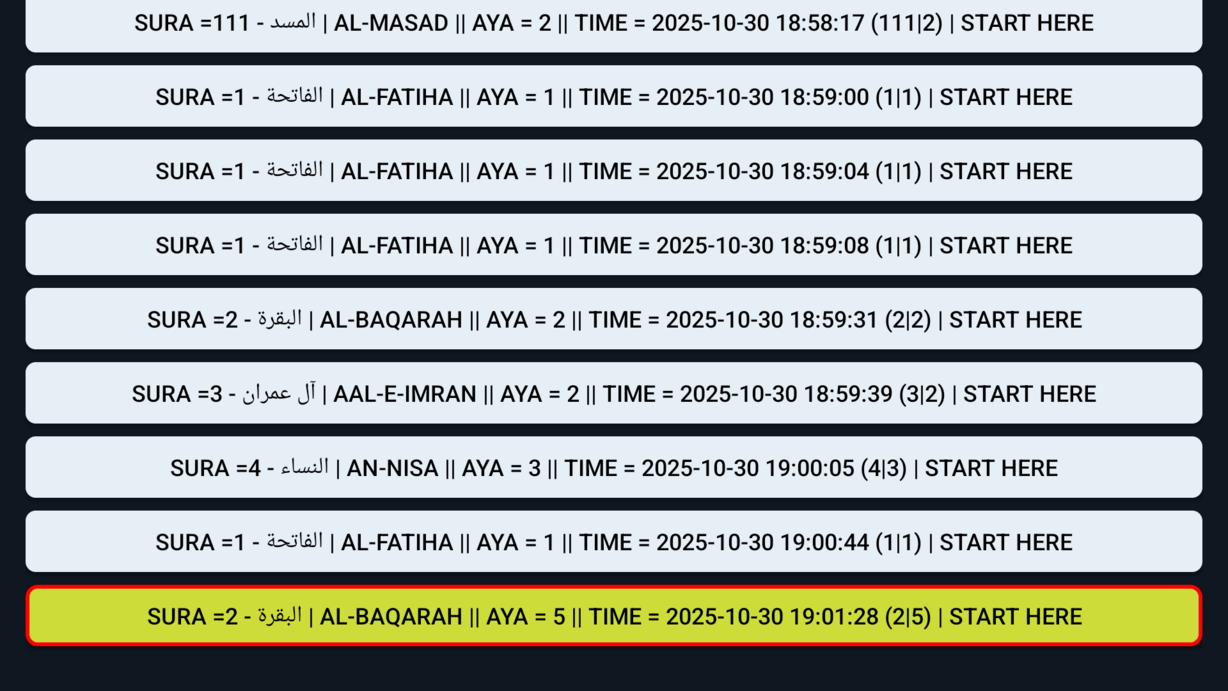 SURA =111 - المسد | AL-MASAD || AYA = 2 || TIME = 2025-10-30 18:58:17 (111|2) | START HERE
SURA =1 - الفاتحة | AL-FATIHA || AYA = 1 || TIME = 2025-10-30 18:59:00 (1|1) | START HERE
SURA =1 - الفاتحة | AL-FATIHA || AYA = 1 || TIME = 2025-10-30 18:59:04 (1|1) | START HERE
SURA =1 - الفاتحة | AL-FATIHA || AYA = 1 || TIME = 2025-10-30 18:59:08 (1|1) | START HERE
SURA =2 - البقرة | AL-BAQARAH || AYA = 2 || TIME = 2025-10-30 18:59:31 (2|2) | START HERE
SURA =3 - آل عمران | AAL-E-IMRAN || AYA = 2 || TIME = 2025-10-30 18:59:39 (3|2) | START HERE
SURA =4 - النساء | AN-NISA || AYA = 3 || TIME = 2025-10-30 19:00:05 (4|3) | START HERE
SURA =1 - الفاتحة | AL-FATIHA || AYA = 1 || TIME = 2025-10-30 19:00:44 (1|1) | START HERE
SURA =2 - البقرة | AL-BAQARAH || AYA = 5 || TIME = 2025-10-30 19:01:28 (2|5) | START HERE